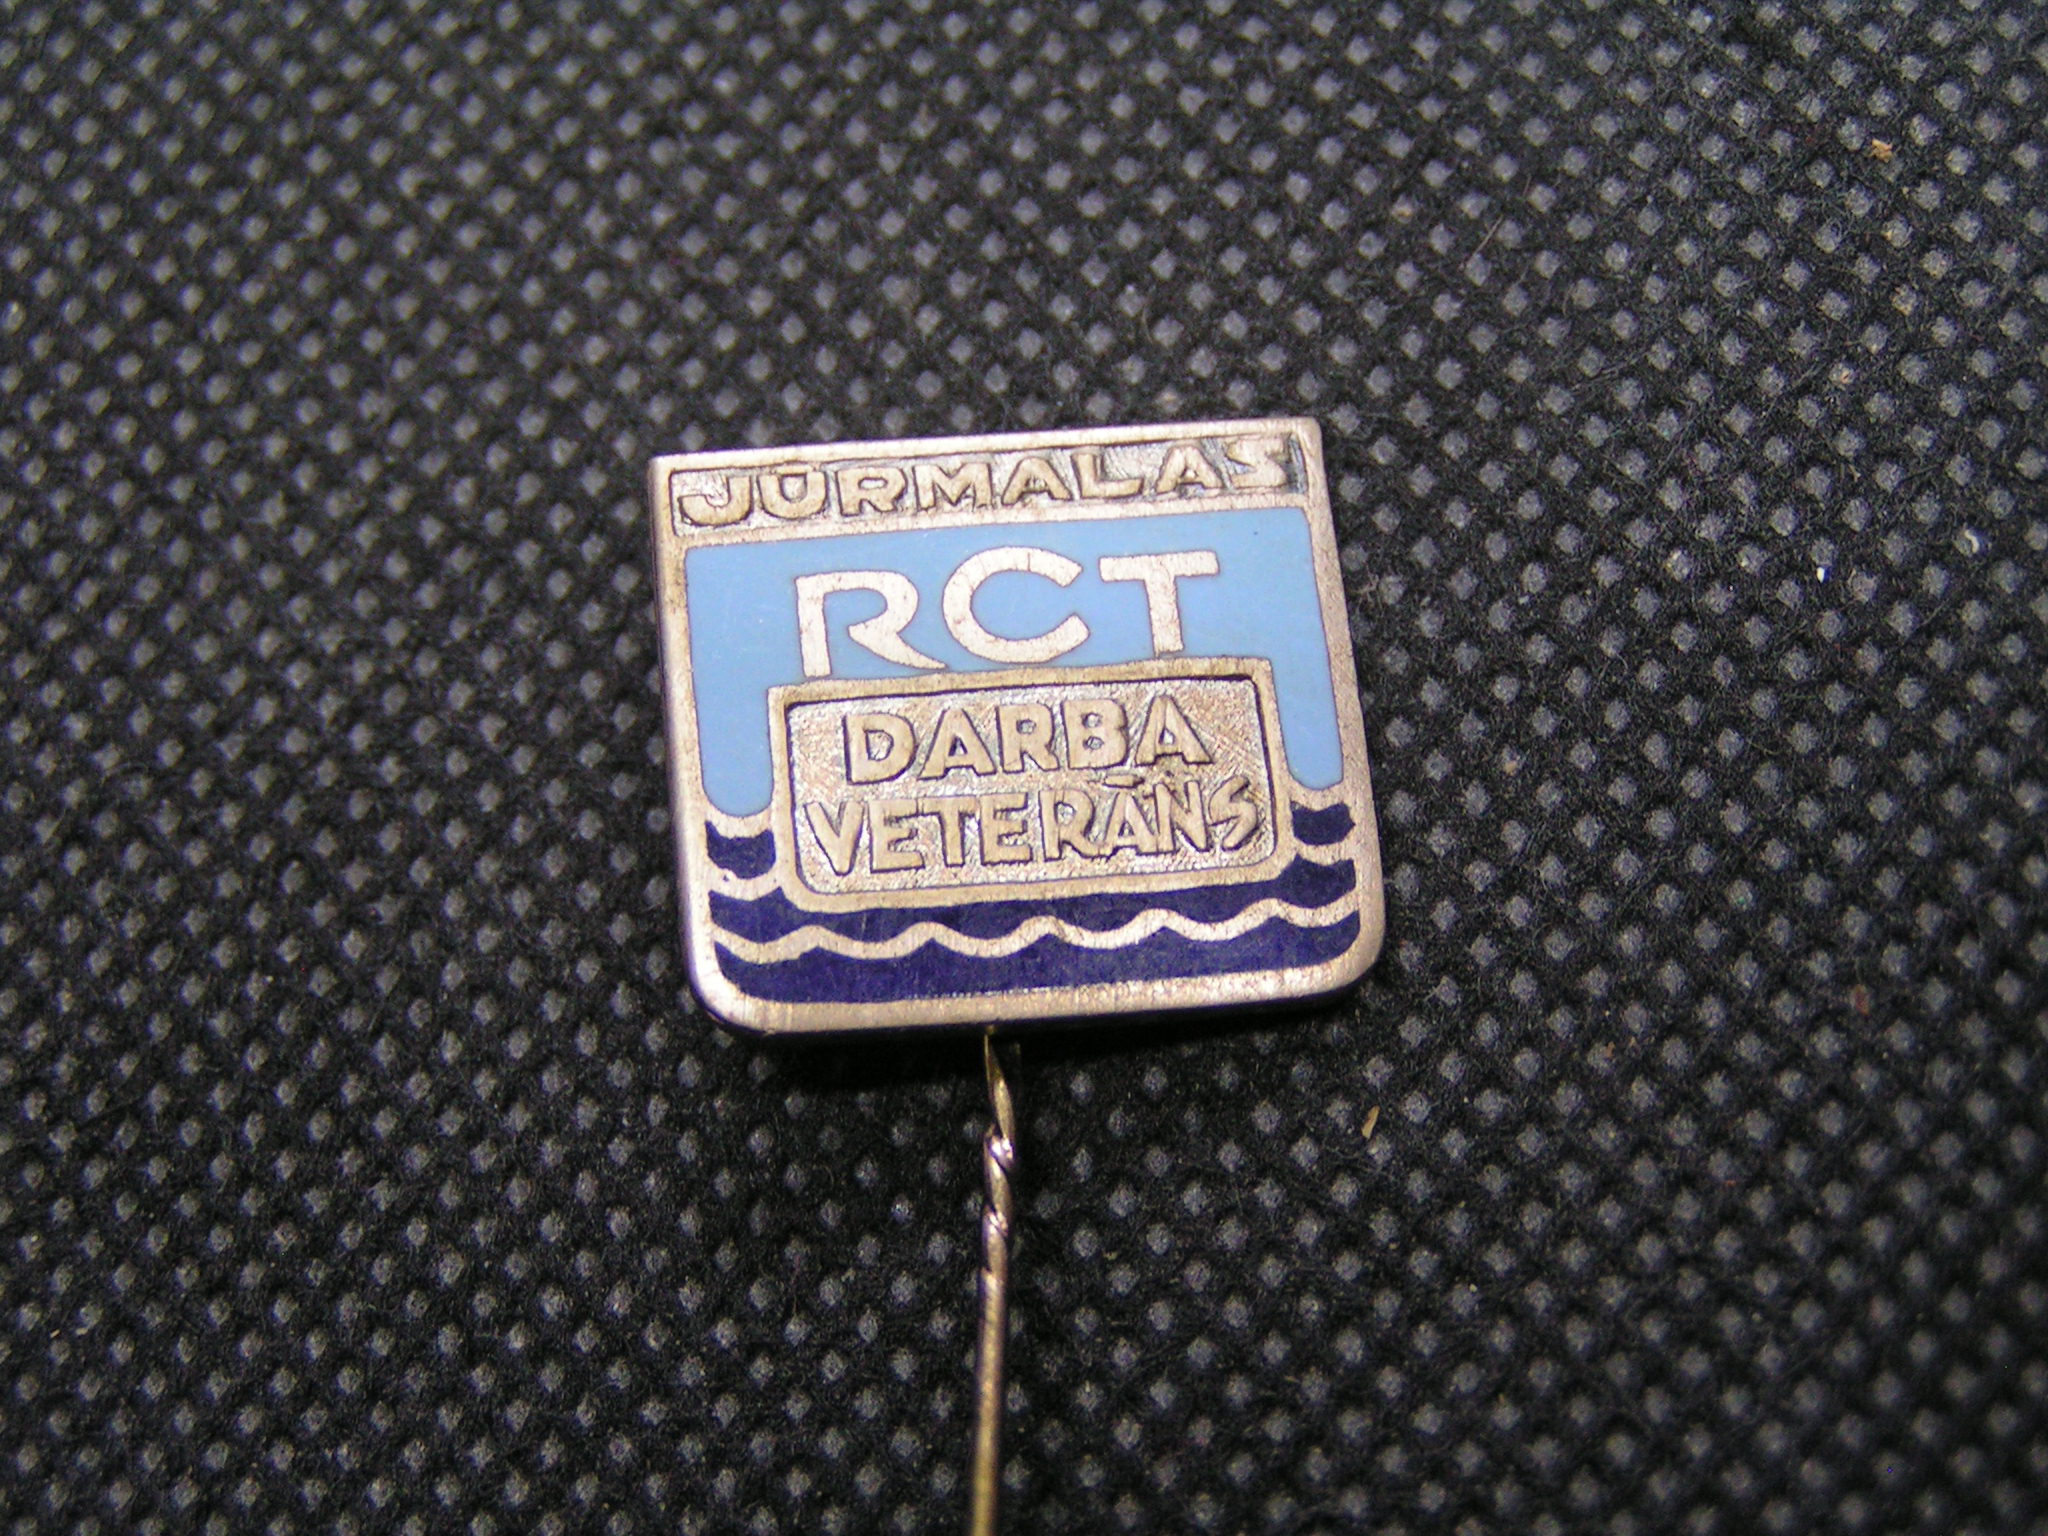 JŪRMALAS
RCT
DARBA
VETERĀNS